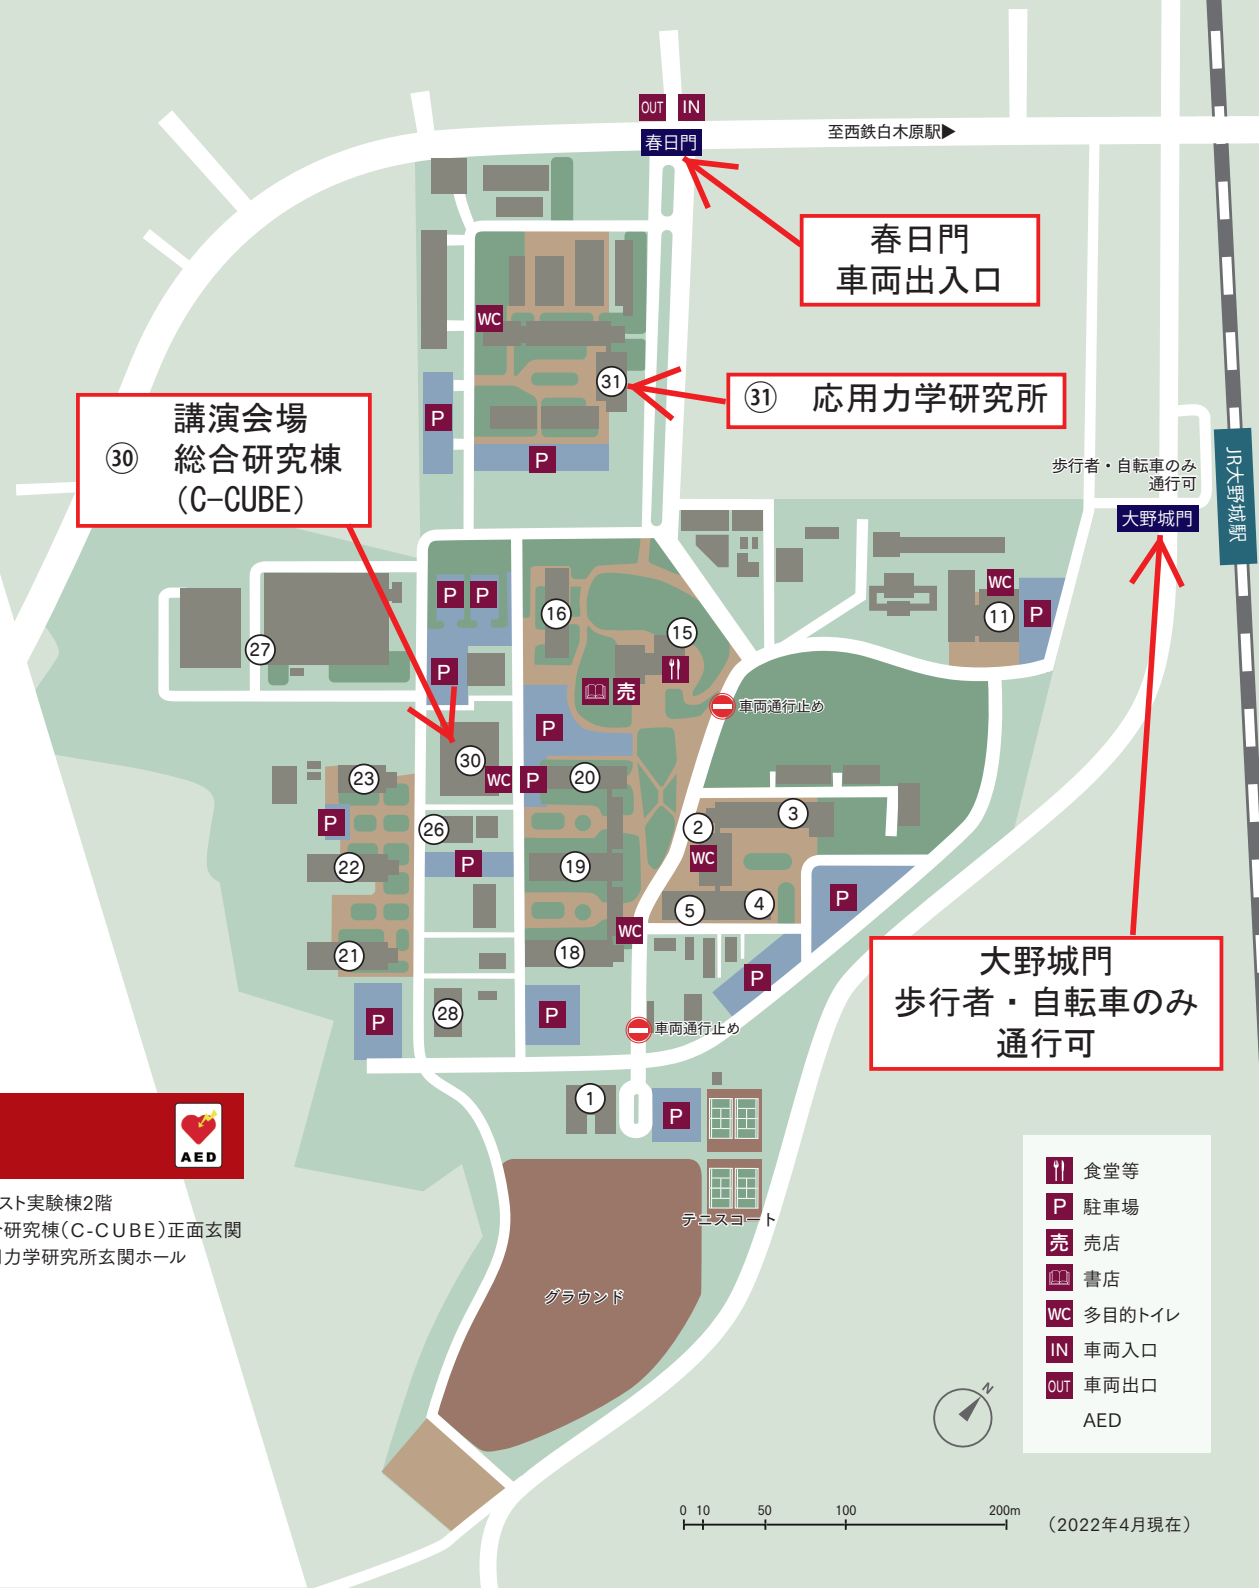 OUT IN
春日門
至西鉄白木原駅▶
春日門
車両出入口
WC
31
㉛ 応用力学研究所
P
P
講演会場
㉚ 総合研究棟
(C-CUBE)
歩行者・自転車のみ
通行可
大野城門
JR大野城駅
P P
16
15
WC
11
P
27
P
売
車両通行止め
P
30
WC
P
20
23
P
26
2
3
WC
22
P
19
5
4
P
WC
21
18
P
大野城門
歩行者・自転車のみ
通行可
P
28
P
車両通行止め
1
P
AED
スト実験棟2階
研究棟(C-CUBE)正面玄関
力学研究所玄関ホール
テニスコート
グラウンド
食堂等
P 駐車場
売 売店
書店
WC 多目的トイレ
IN 車両入口
OUT 車両出口
AED
N
0 10 50 100 200m
(2022年4月現在)